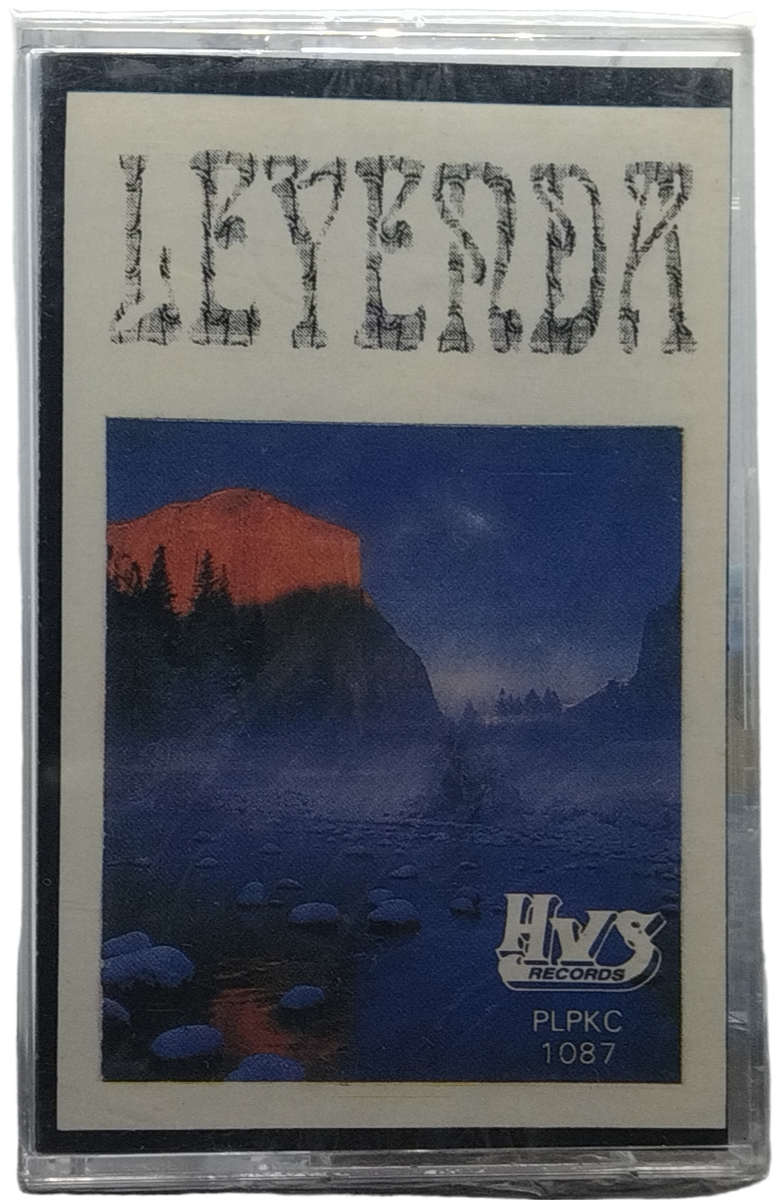 LEYENDA
HVS
RECORDS
PLPKC
1087